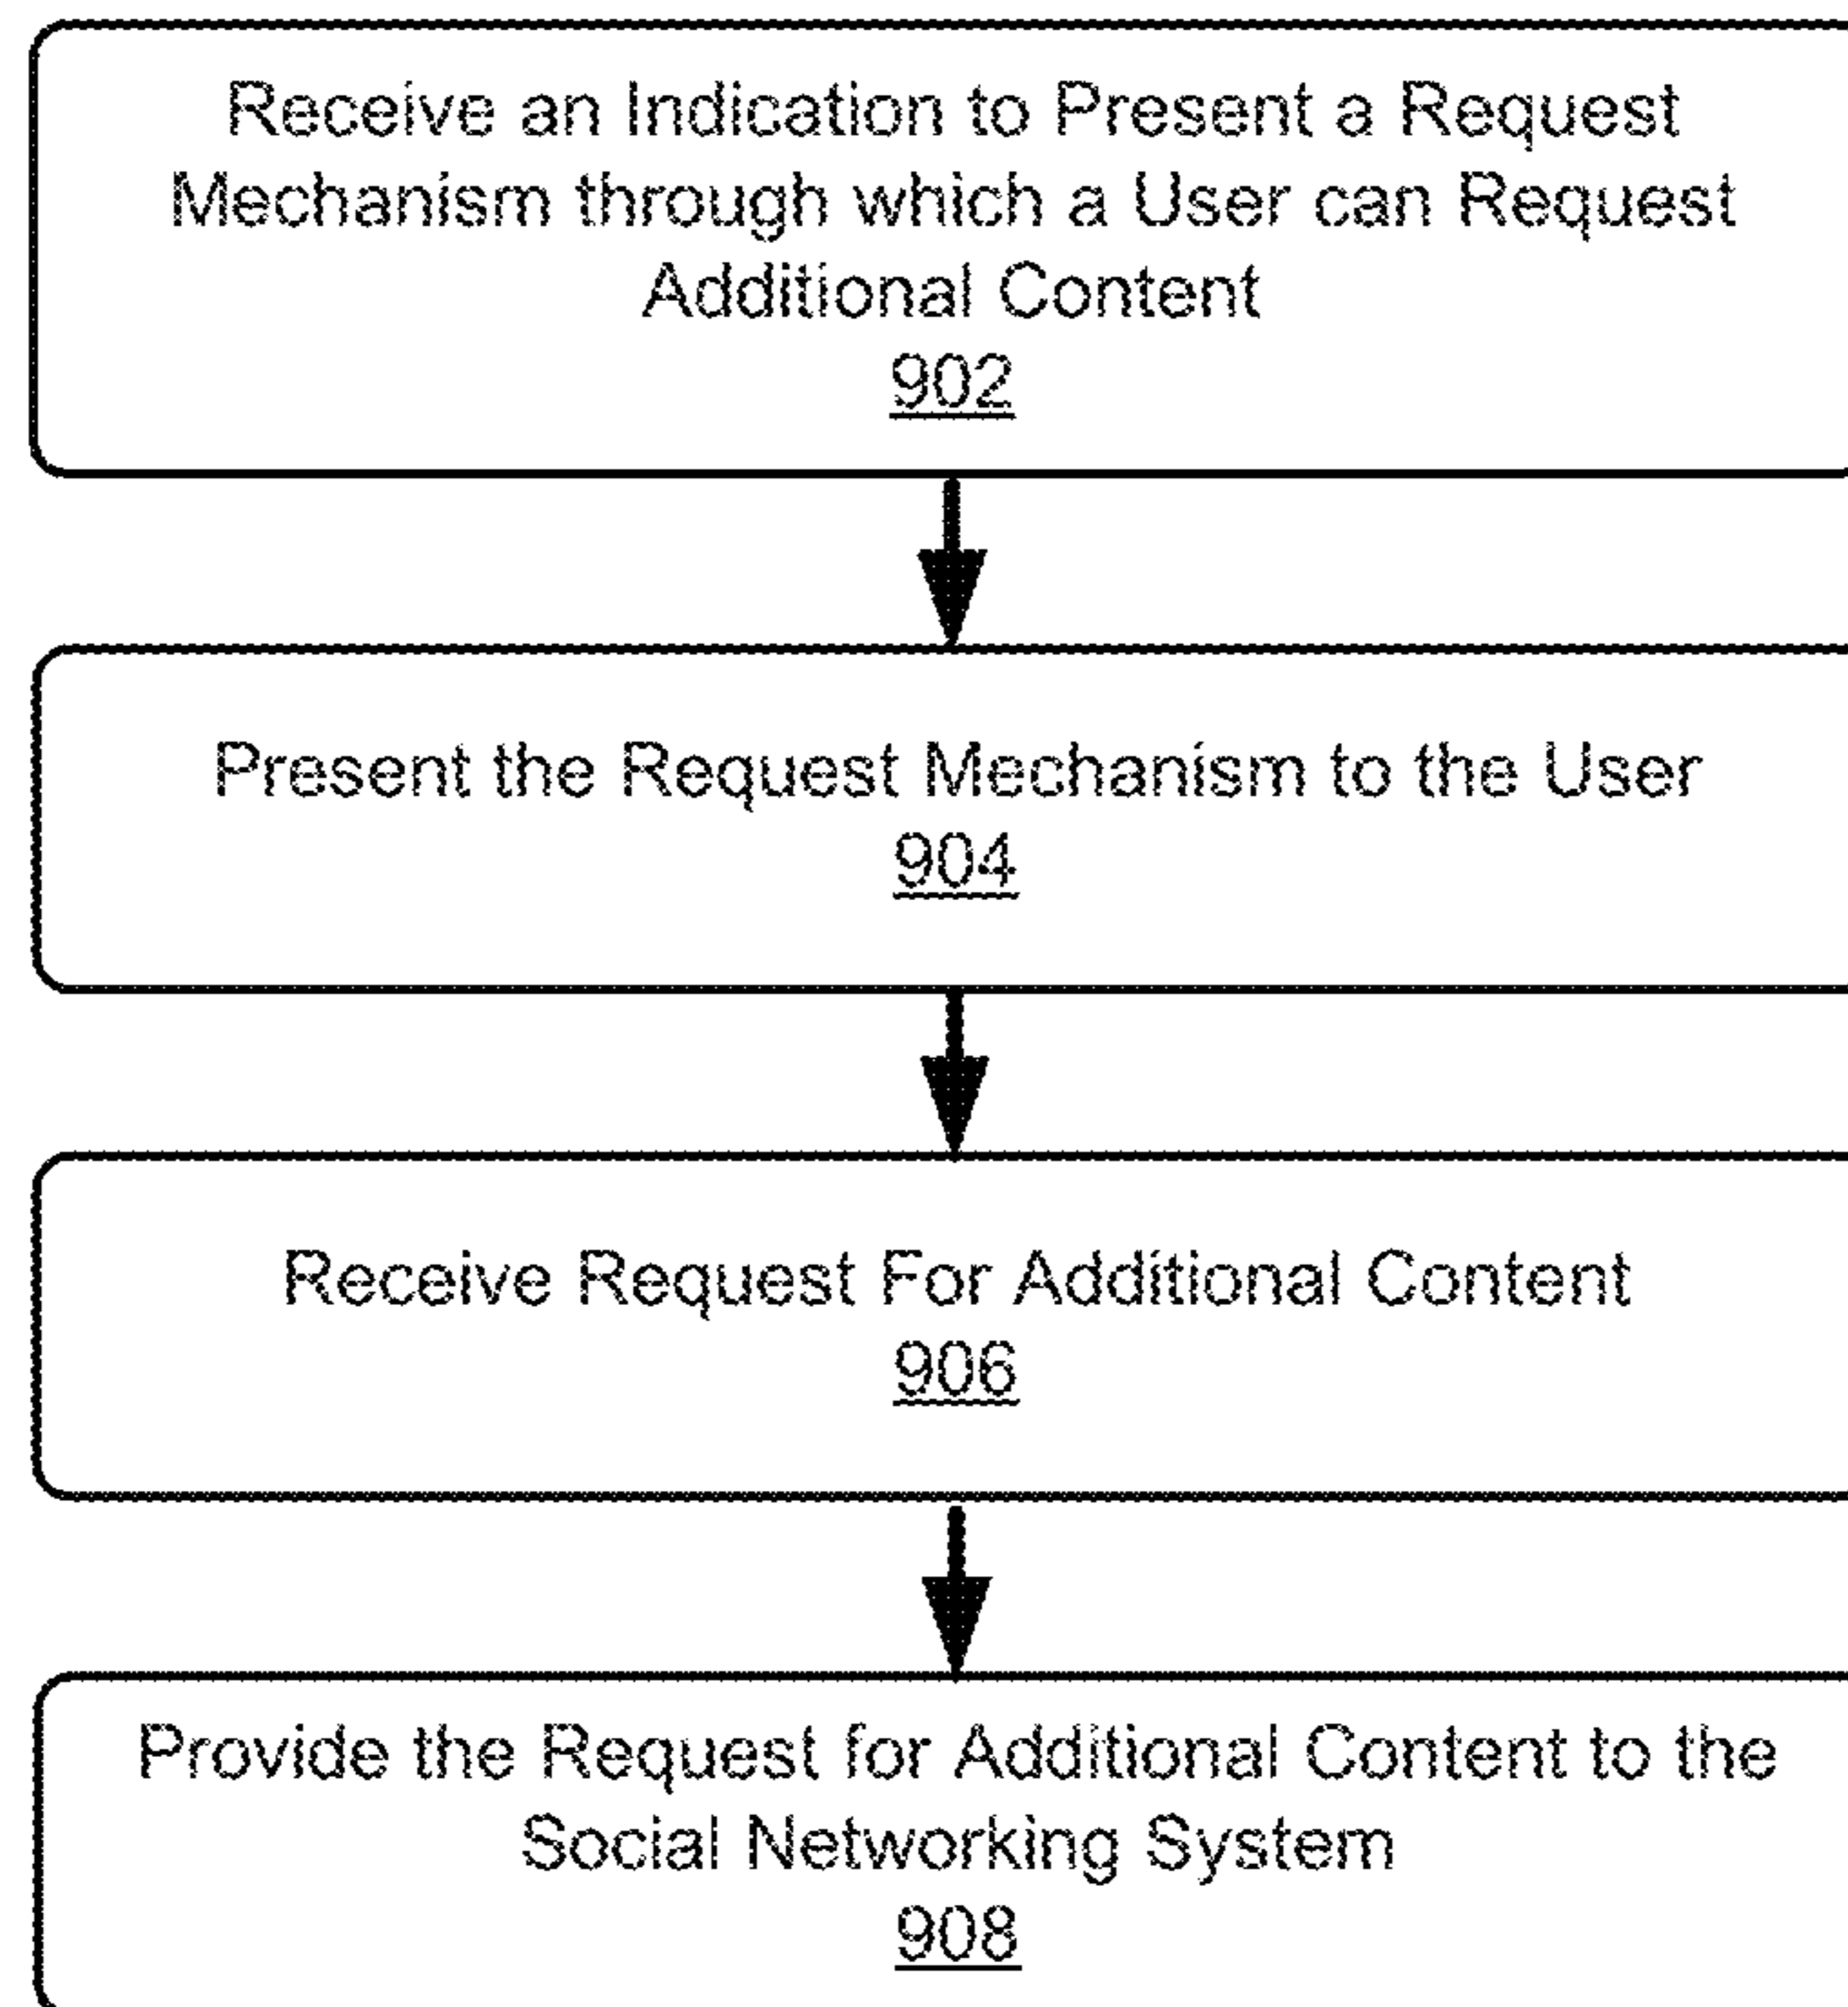 Receive an Indication to Present a Request
Mechanism through which a User can Request
Additional Content
902
Present the Request Mechanism to the User
904
Receive Request For Additional Content
906
Provide the Request for Additional Content to the
Social Networking System
908